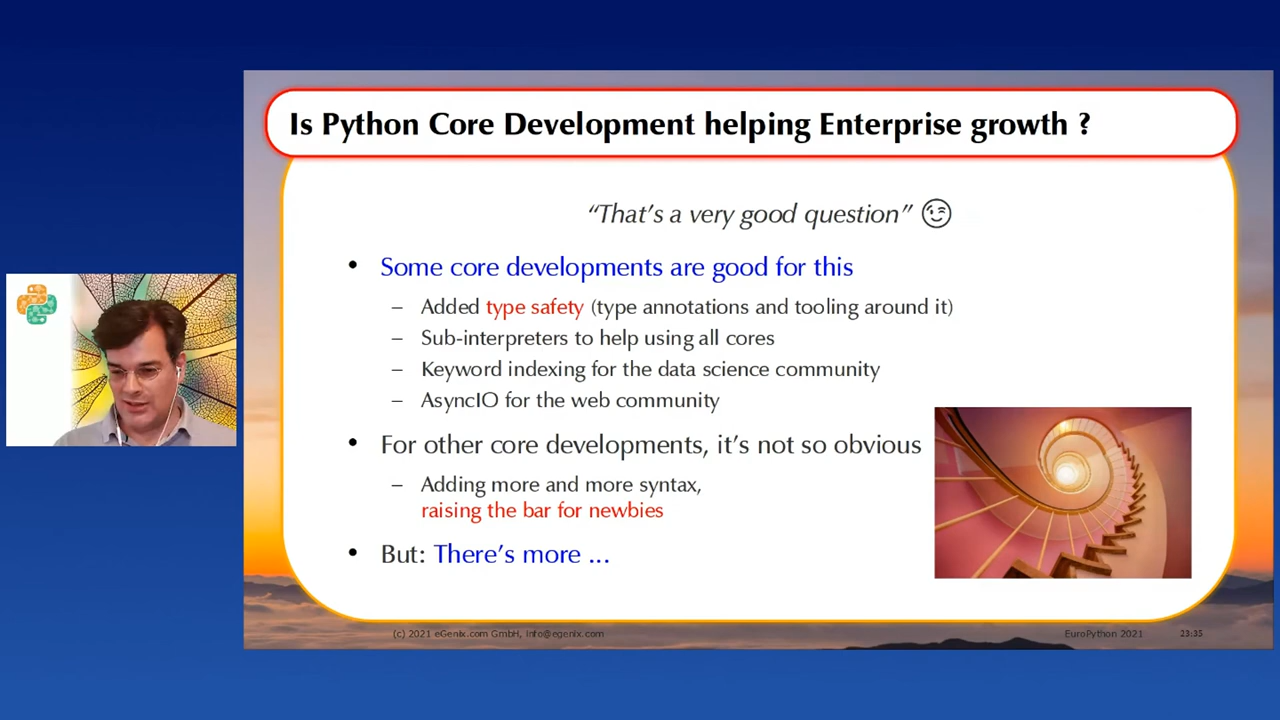 Is Python Core Development helping Enterprise growth ?
“That’s a very good question” 😉
• Some core developments are good for this
– Added type safety (type annotations and tooling around it)
– Sub-interpreters to help using all cores
– Keyword indexing for the data science community
– AsyncIO for the web community
• For other core developments, it’s not so obvious
– Adding more and more syntax,
raising the bar for newbies
• But: There’s more ...
(c) 2021 eGenix.com GmbH, info@egenix.com
EuroPython 2021
23:35